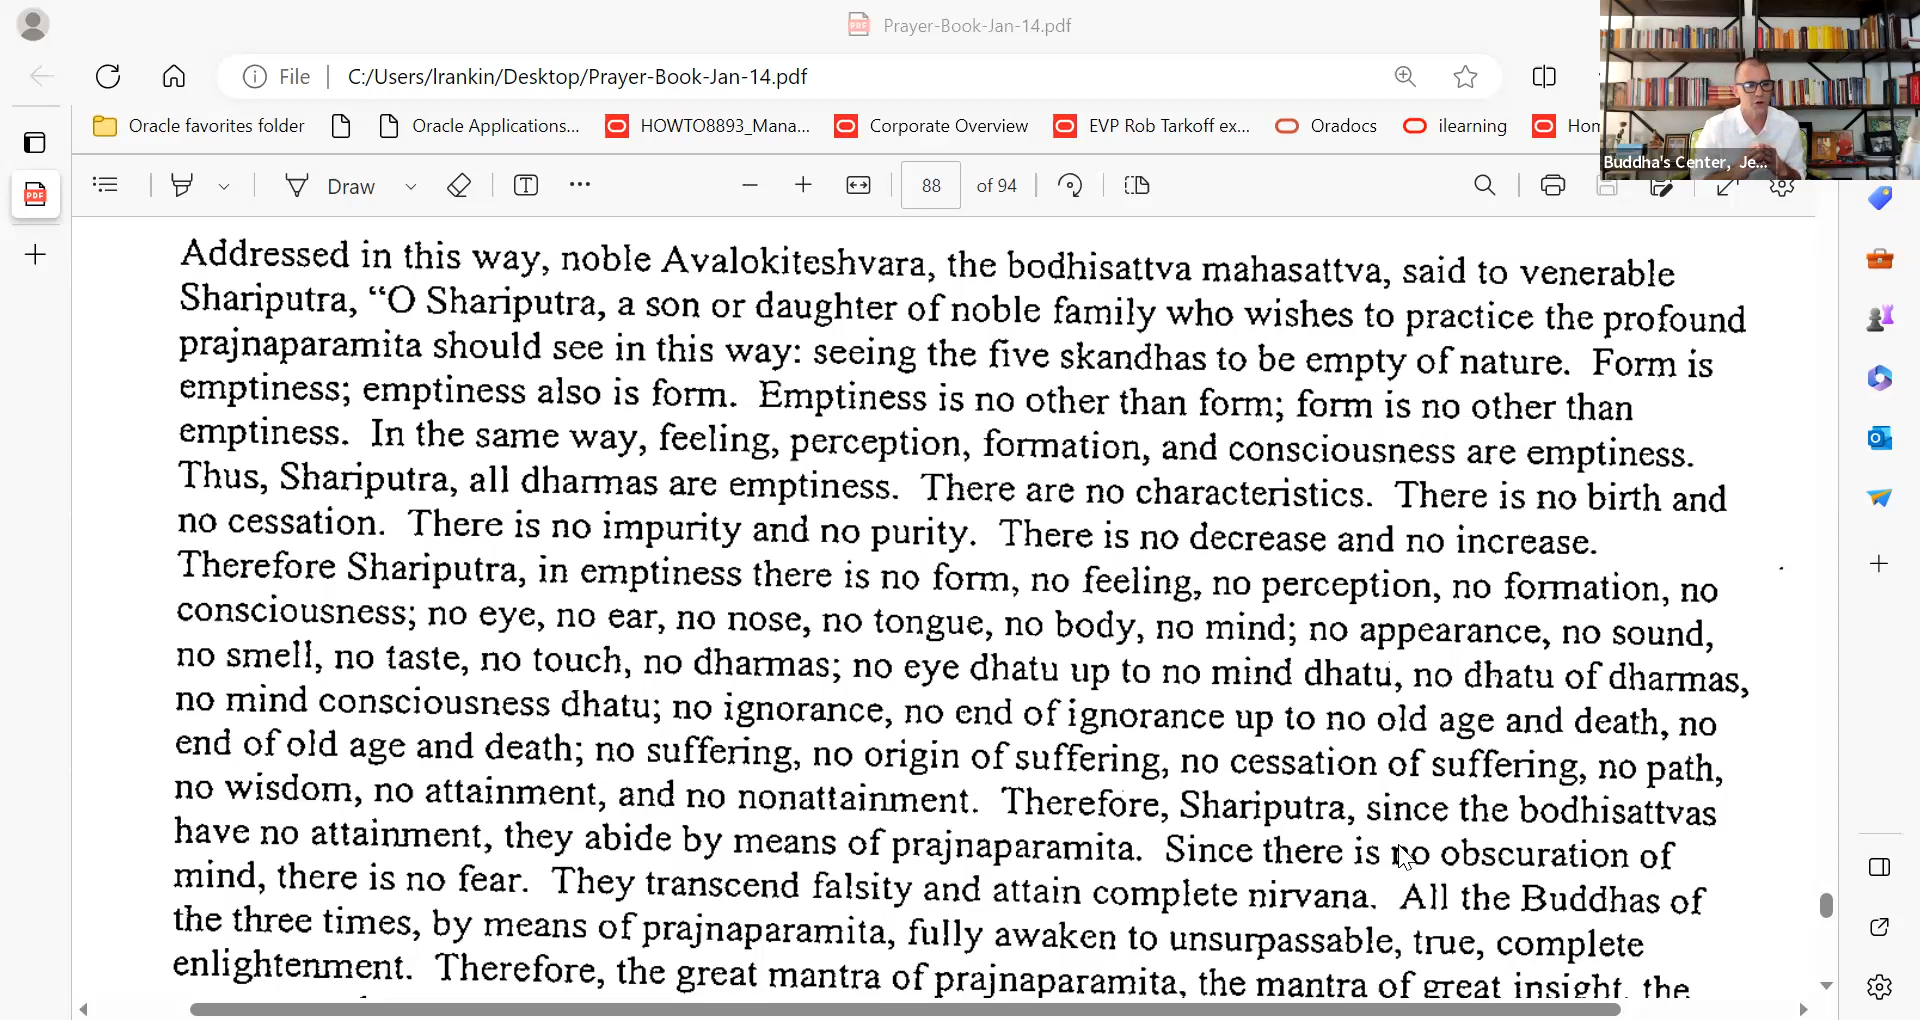 Prayer-Book-Jan-14.pdf
File
C:/Users/lrankin/Desktop/Prayer-Book-Jan-14.pdf
Oracle favorites folder
Oracle Applications...
HOWTO8893_Mana...
Corporate Overview
EVP Rob Tarkoff ex...
Oradocs
ilearning
Hon
Buddha's Center, Je...
Draw
88
of 94
Addressed in this way, noble Avalokiteshvara, the bodhisattva mahasattva, said to venerable
Shariputra, “O Shariputra, a son or daughter of noble family who wishes to practice the profound
prajnaparamita should see in this way: seeing the five skandhas to be empty of nature. Form is
emptiness; emptiness also is form. Emptiness is no other than form; form is no other than
emptiness. In the same way, feeling, perception, formation, and consciousness are emptiness.
Thus, Shariputra, all dharmas are emptiness. There are no characteristics. There is no birth and
no cessation. There is no impurity and no purity. There is no decrease and no increase.
Therefore Shariputra, in emptiness there is no form, no feeling, no perception, no formation, no
consciousness; no eye, no ear, no nose, no tongue, no body, no mind; no appearance, no sound,
no smell, no taste, no touch, no dharmas; no eye dhatu up to no mind dhatu, no dhatu of dharmas,
no mind consciousness dhatu; no ignorance, no end of ignorance up to no old age and death, no
end of old age and death; no suffering, no origin of suffering, no cessation of suffering, no path,
no wisdom, no attainment, and no nonattainment. Therefore, Shariputra, since the bodhisattvas
have no attainment, they abide by means of prajnaparamita. Since there is no obscuration of
mind, there is no fear. They transcend falsity and attain complete nirvana. All the Buddhas of
the three times, by means of prajnaparamita, fully awaken to unsurpassable, true, complete
enlightenment. Therefore, the great mantra of prajnaparamita, the mantra of great insight, the